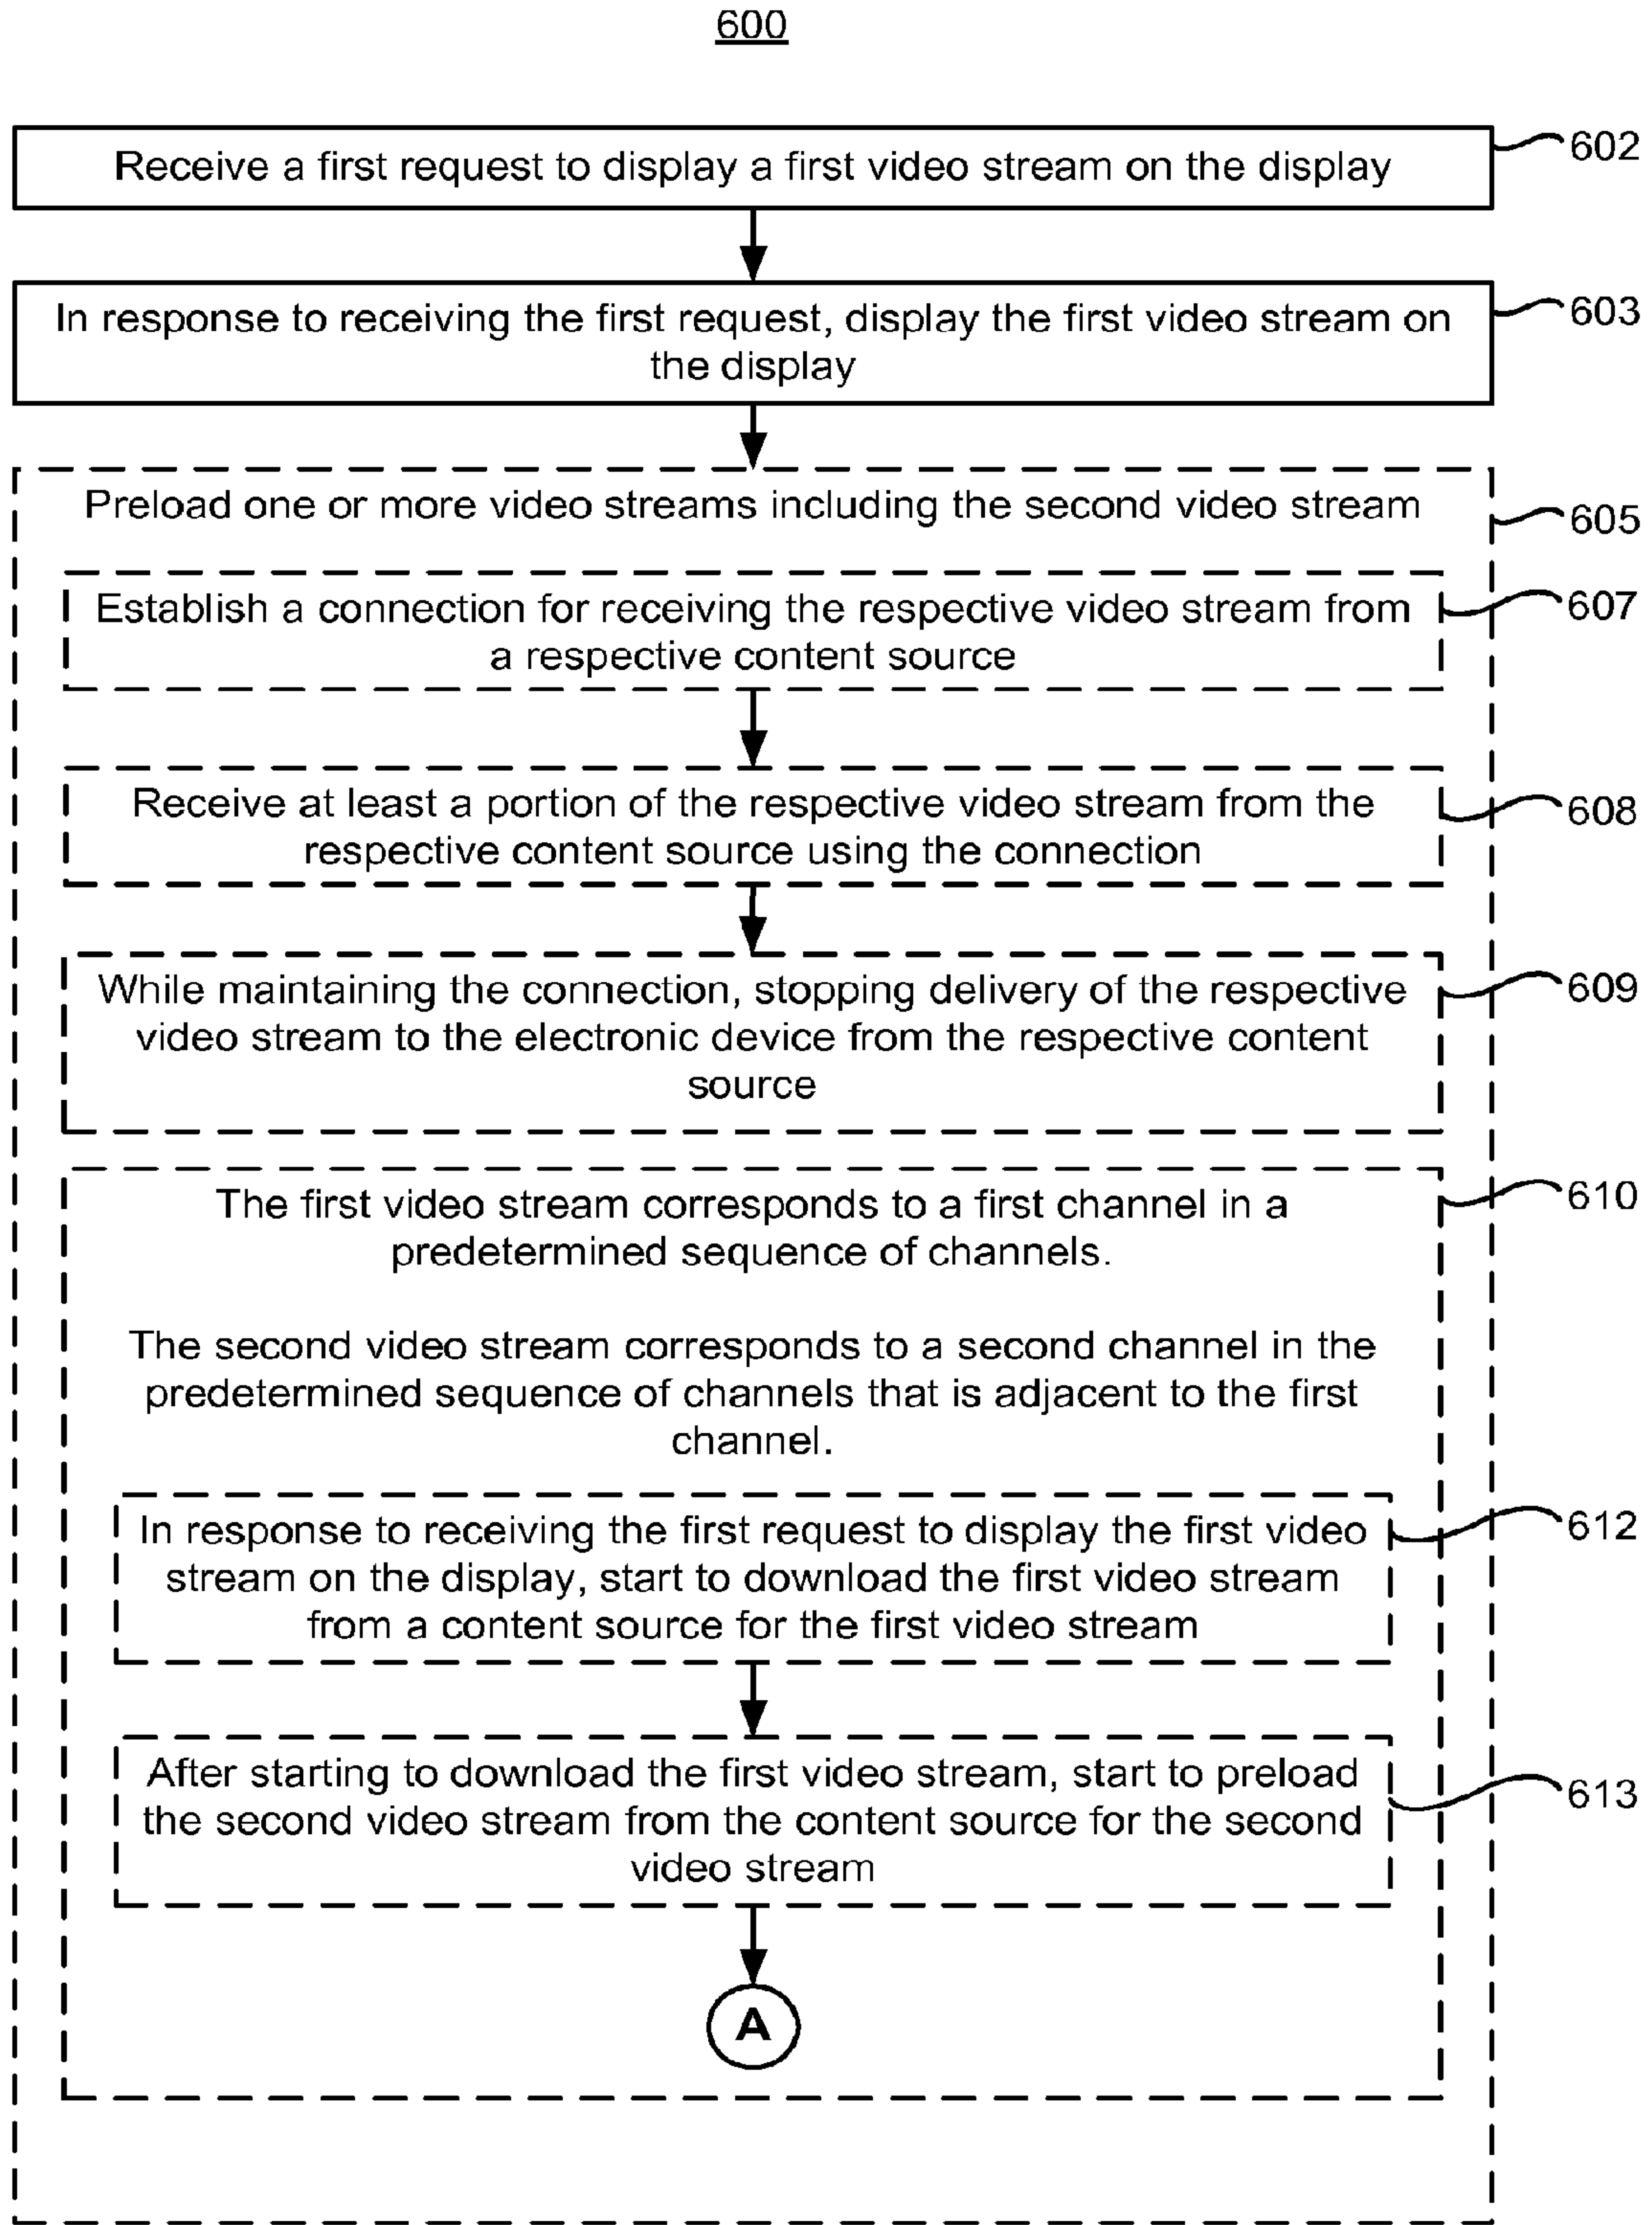 600
Receive a first request to display a first video stream on the display
602
In response to receiving the first request, display the first video stream on
the display
603
Preload one or more video streams including the second video stream
605
Establish a connection for receiving the respective video stream from
a respective content source
607
Receive at least a portion of the respective video stream from the
respective content source using the connection
608
While maintaining the connection, stopping delivery of the respective
video stream to the electronic device from the respective content
source
609
The first video stream corresponds to a first channel in a
predetermined sequence of channels.
610
The second video stream corresponds to a second channel in the
predetermined sequence of channels that is adjacent to the first
channel.
In response to receiving the first request to display the first video
stream on the display, start to download the first video stream
from a content source for the first video stream
612
After starting to download the first video stream, start to preload
the second video stream from the content source for the second
video stream
613
A